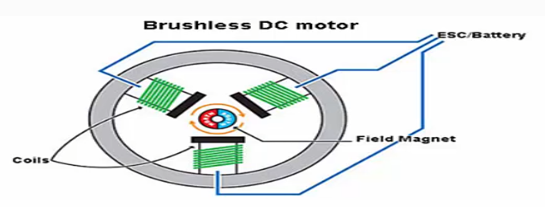 Brushless DC motor
ESC/Battery
Field Magnet
Coils